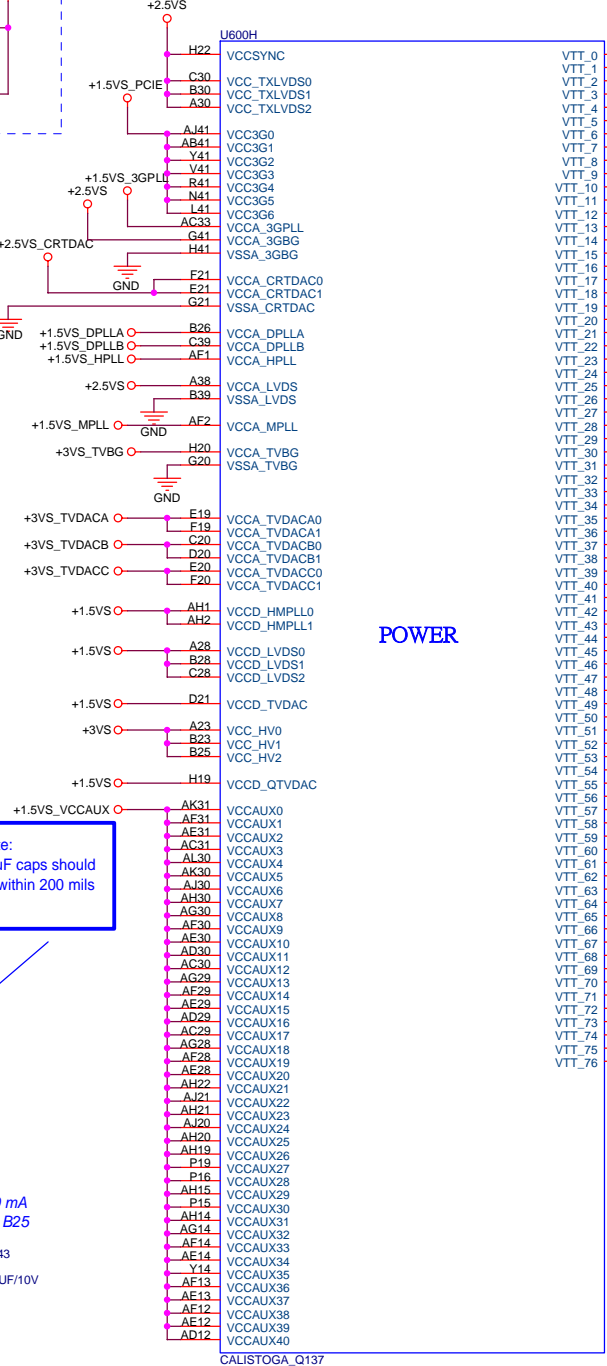 +2.5VS
U600H
H22 VCCSYNC VTT_0
VTT_1
C30 VCC_TXLVDS0 VTT_2
B30 VCC_TXLVDS1 VTT_3
A30 VCC_TXLVDS2 VTT_4
+1.5VS_PCIE
VTT_5
AJ41 VCC3G0 VTT_6
AB41 VCC3G1 VTT_7
Y41 VCC3G2 VTT_8
V41 VCC3G3 VTT_9
R41 VCC3G4 VTT_10
N41 VCC3G5 VTT_11
L41 VCC3G6 VTT_12
+1.5VS_3GPLL
+2.5VS
AC33 VCCA_3GPLL VTT_13
G41 VCCA_3GBG VTT_14
H41 VSSA_3GBG VTT_15
+2.5VS_CRTDAC
GND
VTT_16
F21 VCCA_CRTDAC0 VTT_17
E21 VCCA_CRTDAC1 VTT_18
G21 VSSA_CRTDAC VTT_19
GND
VTT_20
+1.5VS_DPLLA B26 VCCA_DPLLA VTT_21
+1.5VS_DPLLB C39 VCCA_DPLLB VTT_22
+1.5VS_HPLL AF1 VCCA_HPLL VTT_23
VTT_24
+2.5VS A38 VCCA_LVDS VTT_25
B39 VSSA_LVDS VTT_26
GND
VTT_27
+1.5VS_MPLL AF2 VCCA_MPLL VTT_28
VTT_29
+3VS_TVBG H20 VCCA_TVBG VTT_30
G20 VSSA_TVBG VTT_31
GND
VTT_32
VTT_33
VTT_34
+3VS_TVDACA E19 VCCA_TVDACA0 VTT_35
F19 VCCA_TVDACA1 VTT_36
+3VS_TVDACB C20 VCCA_TVDACB0 VTT_37
D20 VCCA_TVDACB1 VTT_38
+3VS_TVDACC E20 VCCA_TVDACC0 VTT_39
F20 VCCA_TVDACC1 VTT_40
VTT_41
+1.5VS AH1 VCCD_HMPLL0 VTT_42
AH2 VCCD_HMPLL1 VTT_43
POWER
VTT_44
+1.5VS A28 VCCD_LVDS0 VTT_45
B28 VCCD_LVDS1 VTT_46
C28 VCCD_LVDS2 VTT_47
VTT_48
+1.5VS D21 VCCD_TVDAC VTT_49
VTT_50
+3VS A23 VCC_HV0 VTT_51
B23 VCC_HV1 VTT_52
B25 VCC_HV2 VTT_53
VTT_54
+1.5VS H19 VCCD_QTVDAC VTT_55
VTT_56
+1.5VS_VCCAUX AK31 VCCAUX0 VTT_57
AF31 VCCAUX1 VTT_58
AE31 VCCAUX2 VTT_59
AC31 VCCAUX3 VTT_60
AL30 VCCAUX4 VTT_61
AK30 VCCAUX5 VTT_62
AJ30 VCCAUX6 VTT_63
AH30 VCCAUX7 VTT_64
AG30 VCCAUX8 VTT_65
AF30 VCCAUX9 VTT_66
AE30 VCCAUX10 VTT_67
AD30 VCCAUX11 VTT_68
AC30 VCCAUX12 VTT_69
AG29 VCCAUX13 VTT_70
AF29 VCCAUX14 VTT_71
AE29 VCCAUX15 VTT_72
AD29 VCCAUX16 VTT_73
AC29 VCCAUX17 VTT_74
AG28 VCCAUX18 VTT_75
AF28 VCCAUX19 VTT_76
AE28 VCCAUX20
AH22 VCCAUX21
AJ21 VCCAUX22
AH21 VCCAUX23
AJ20 VCCAUX24
AH20 VCCAUX25
AH19 VCCAUX26
P19 VCCAUX27
P16 VCCAUX28
AH15 VCCAUX29
P15 VCCAUX30
AH14 VCCAUX31
AG14 VCCAUX32
AF14 VCCAUX33
AE14 VCCAUX34
Y14 VCCAUX35
AF13 VCCAUX36
AE13 VCCAUX37
AF12 VCCAUX38
AE12 VCCAUX39
AD12 VCCAUX40
CALISTOGA_Q137
te:
uF caps should
within 200 mils
mA
B25
43
UF/10V